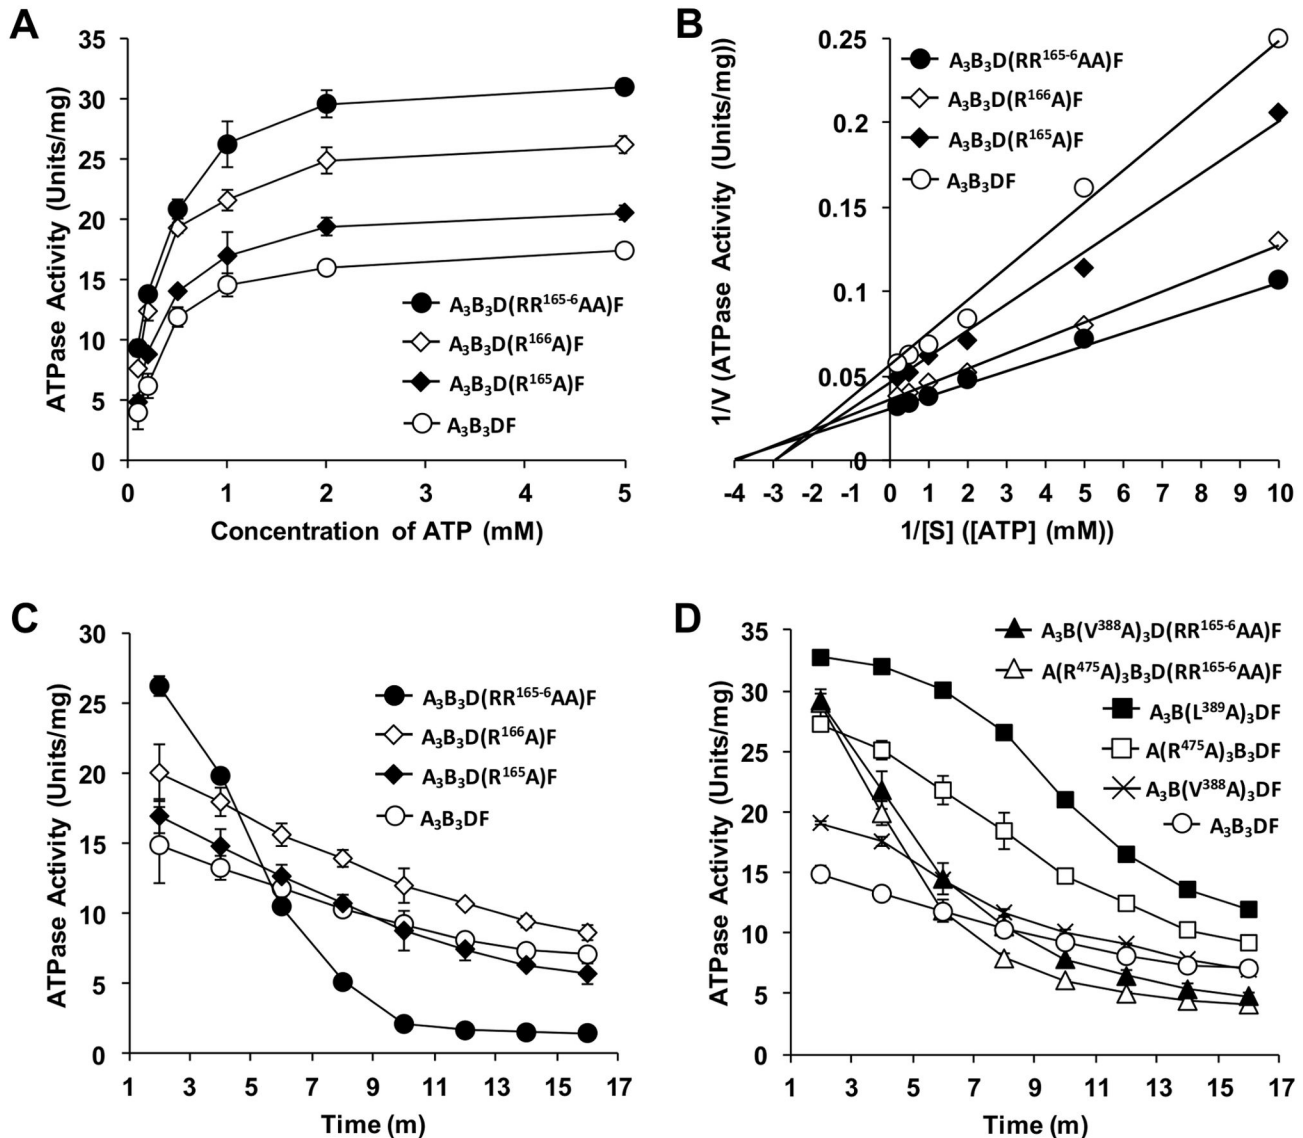 A
ATPase Activity (Units/mg)
35
30
25
20
15
10
5
0
A₃B₃D(RR¹⁶⁵⁻⁶AA)F
A₃B₃D(R¹⁶⁶A)F
A₃B₃D(R¹⁶⁵A)F
A₃B₃DF
0 1 2 3 4 5
Concentration of ATP (mM)
B
1/V (ATPase Activity (Units/mg))
0.25
0.2
0.15
0.1
0.05
0
A₃B₃D(RR¹⁶⁵⁻⁶AA)F
A₃B₃D(R¹⁶⁶A)F
A₃B₃D(R¹⁶⁵A)F
A₃B₃DF
-4 -3 -2 -1 0 1 2 3 4 5 6 7 8 9 10
1/[S] ([ATP] (mM))
C
ATPase Activity (Units/mg)
30
25
20
15
10
5
0
A₃B₃D(RR¹⁶⁵⁻⁶AA)F
A₃B₃D(R¹⁶⁶A)F
A₃B₃D(R¹⁶⁵A)F
A₃B₃DF
1 3 5 7 9 11 13 15 17
Time (m)
D
ATPase Activity (Units/mg)
35
30
25
20
15
10
5
0
A₃B(V³⁸⁸A)₃D(RR¹⁶⁵⁻⁶AA)F
A(R⁴⁷⁵A)₃B₃D(RR¹⁶⁵⁻⁶AA)F
A₃B(L³⁸⁹A)₃DF
A(R⁴⁷⁵A)₃B₃DF
A₃B(V³⁸⁸A)₃DF
A₃B₃DF
1 3 5 7 9 11 13 15 17
Time (m)